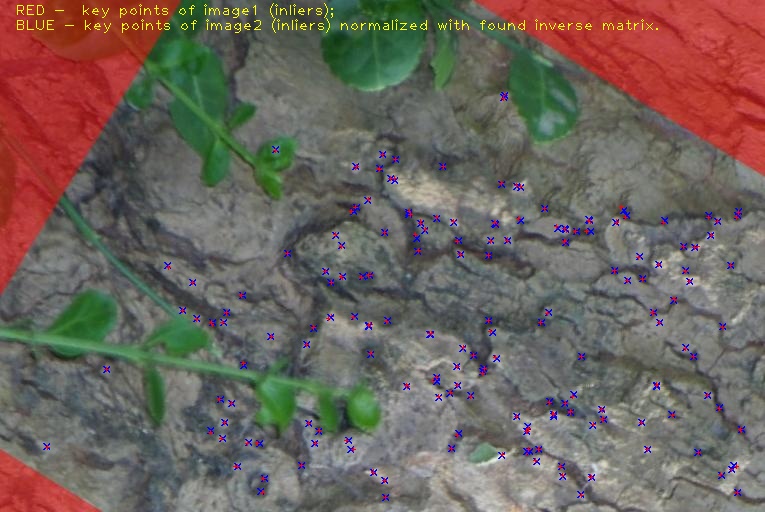 RED -  key points of image1 (inliers);
BLUE - key points of image2 (inliers) normalized with found inverse matrix.